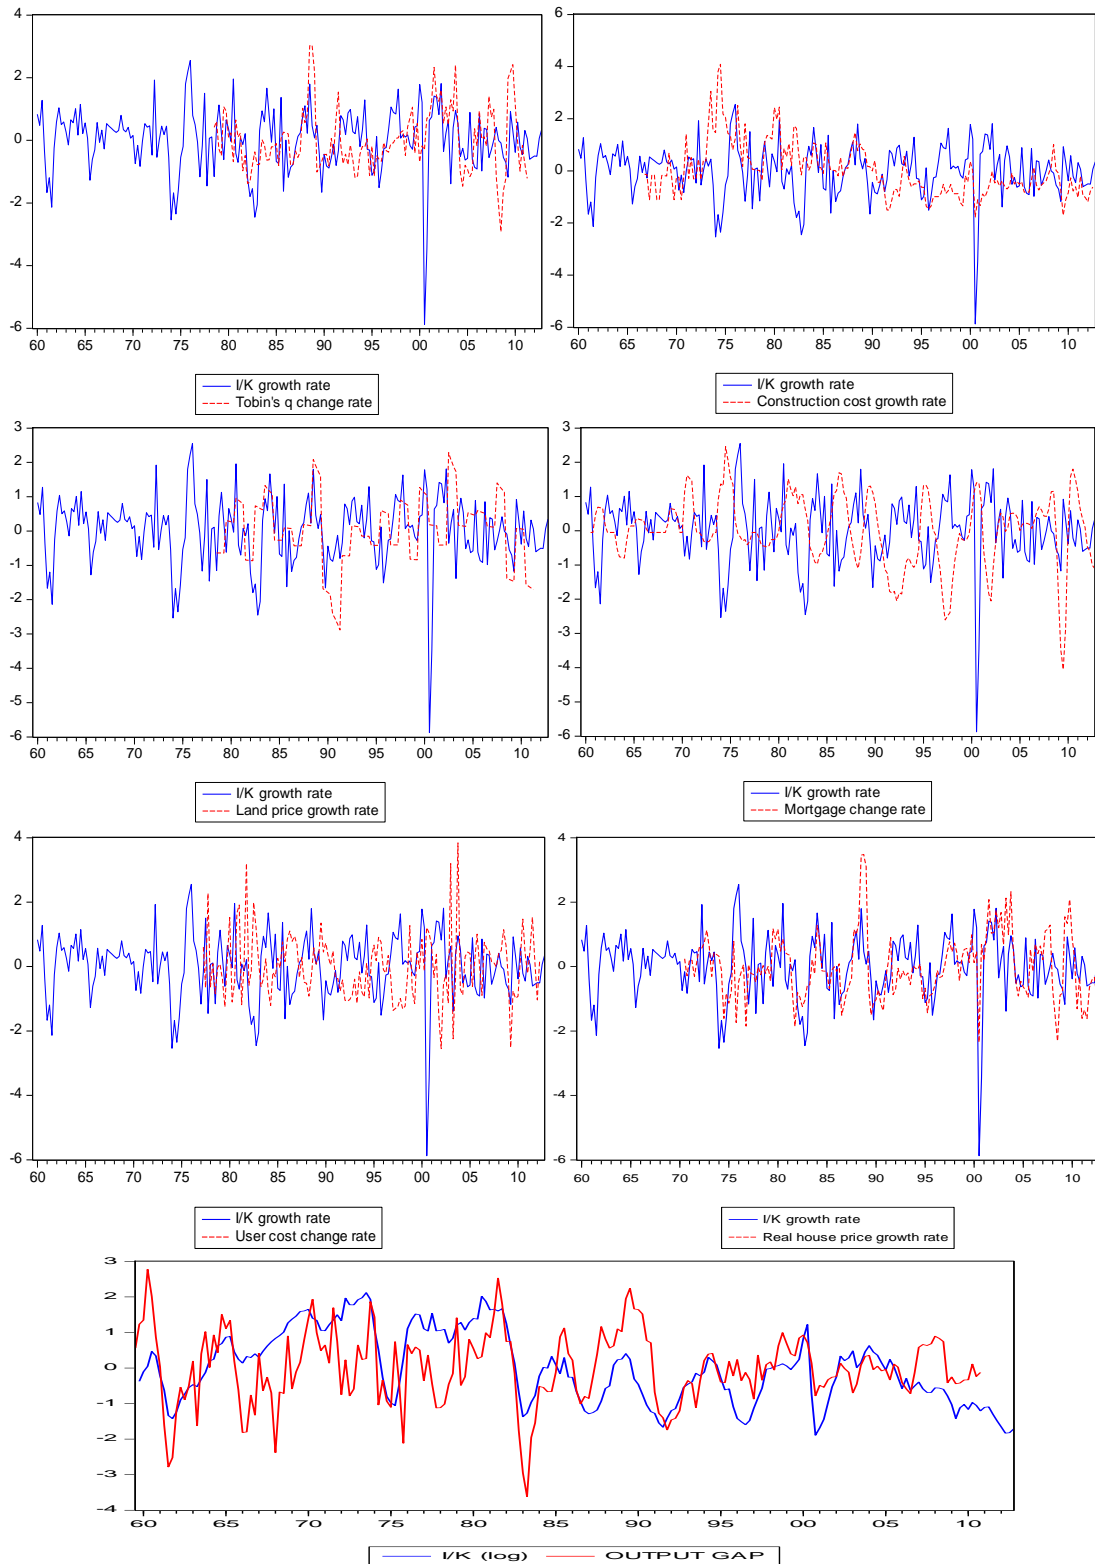 4
2
0
-2
-4
-6
60 65 70 75 80 85 90 95 00 05 10
I/K growth rate
Tobin's q change rate
6
4
2
0
-2
-4
-6
60 65 70 75 80 85 90 95 00 05 10
I/K growth rate
Construction cost growth rate
3
2
1
0
-1
-2
-3
-4
-5
-6
60 65 70 75 80 85 90 95 00 05 10
I/K growth rate
Land price growth rate
3
2
1
0
-1
-2
-3
-4
-5
-6
60 65 70 75 80 85 90 95 00 05 10
I/K growth rate
Mortgage change rate
4
2
0
-2
-4
-6
60 65 70 75 80 85 90 95 00 05 10
I/K growth rate
User cost change rate
4
2
0
-2
-4
-6
60 65 70 75 80 85 90 95 00 05 10
I/K growth rate
Real house price growth rate
3
2
1
0
-1
-2
-3
-4
60 65 70 75 80 85 90 95 00 05 10
I/K (log) OUTPUT GAP